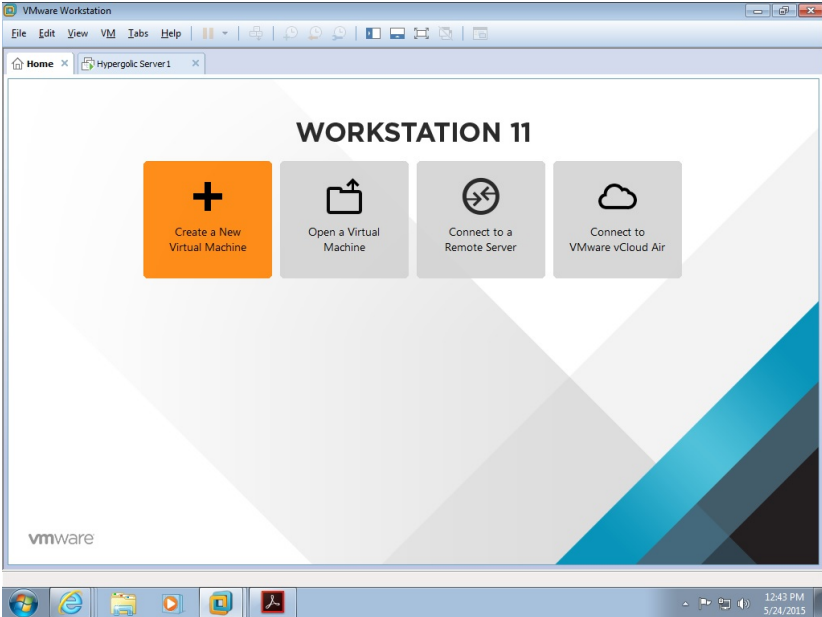 VMware Workstation
File Edit View VM Tabs Help
Home Hypergolic Server1
WORKSTATION 11
Create a New
Virtual Machine
Open a Virtual
Machine
Connect to a
Remote Server
Connect to
VMware vCloud Air
vmware
12:43 PM
5/24/2015